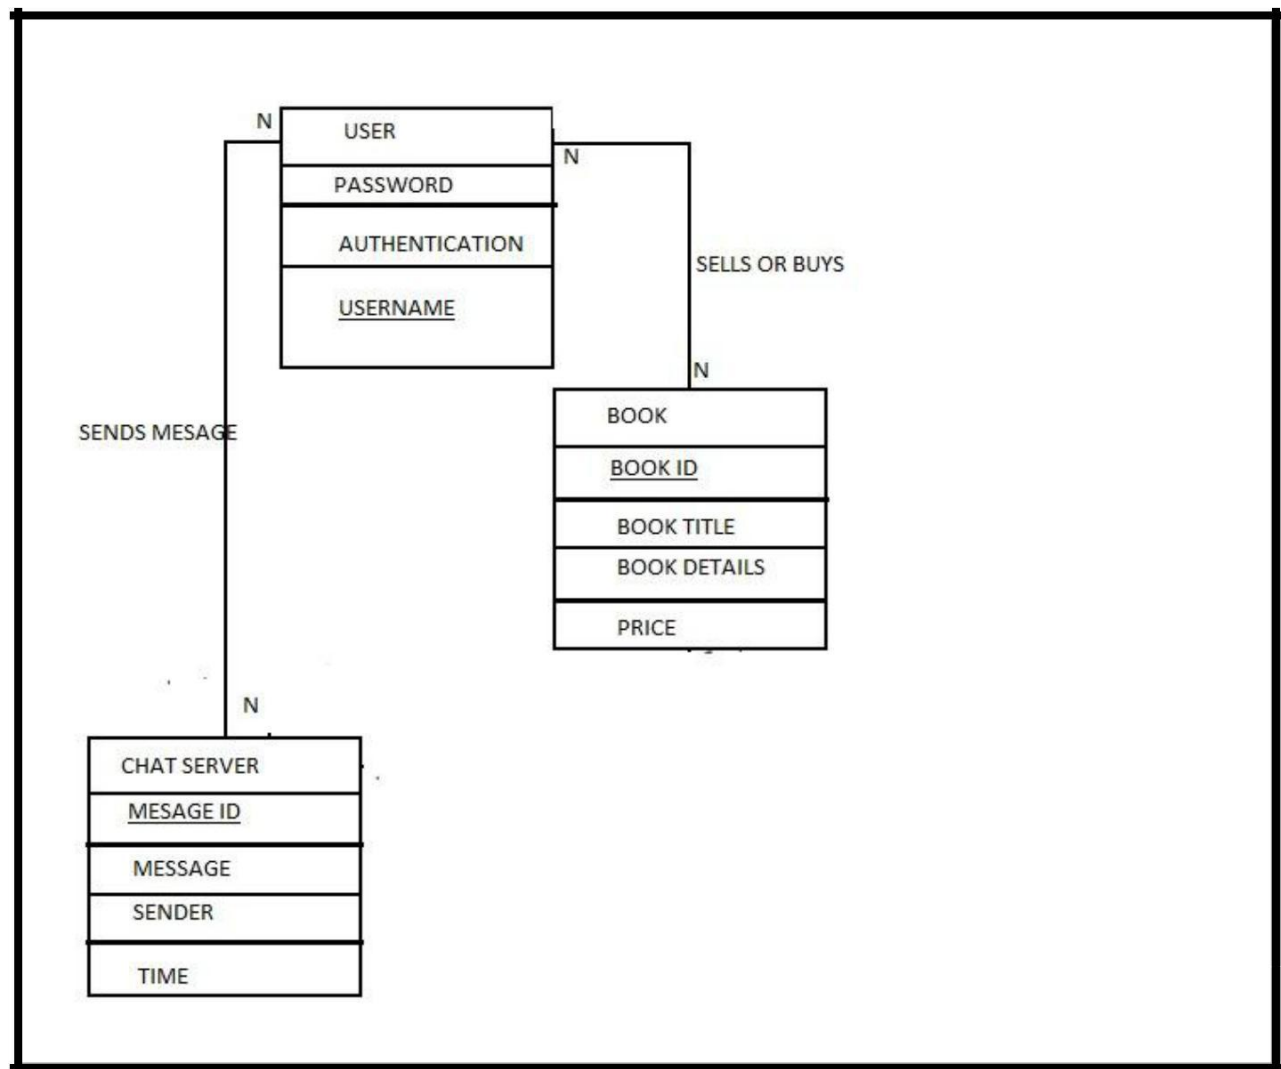 N
USER
N
PASSWORD
AUTHENTICATION
USERNAME
SELLS OR BUYS
N
BOOK
BOOK ID
BOOK TITLE
BOOK DETAILS
PRICE
SENDS MESAGE
N
CHAT SERVER
MESAGE ID
MESSAGE
SENDER
TIME